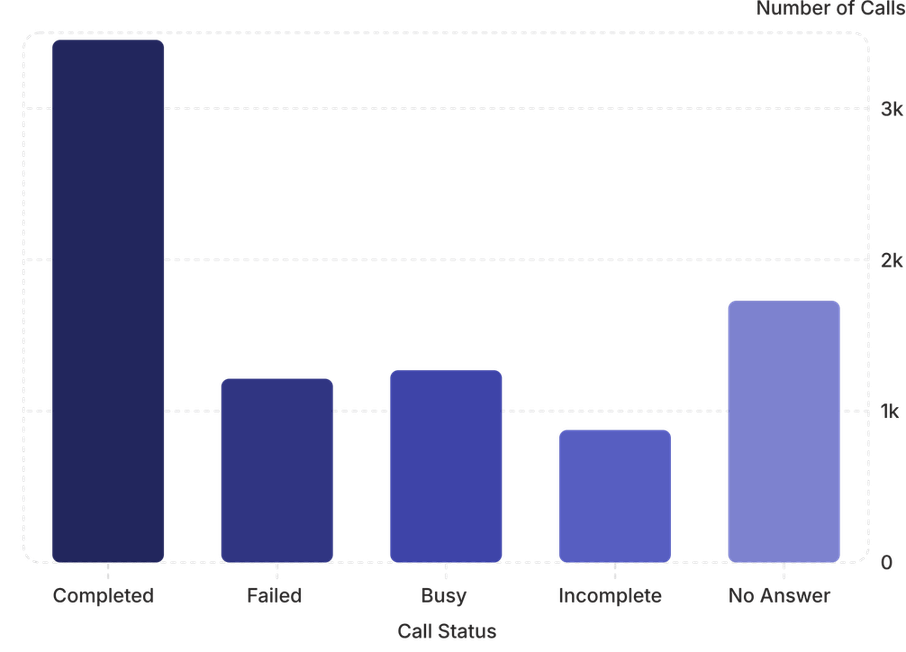 Number of Calls
3k
2k
1k
0
Completed
Failed
Busy
Incomplete
No Answer
Call Status